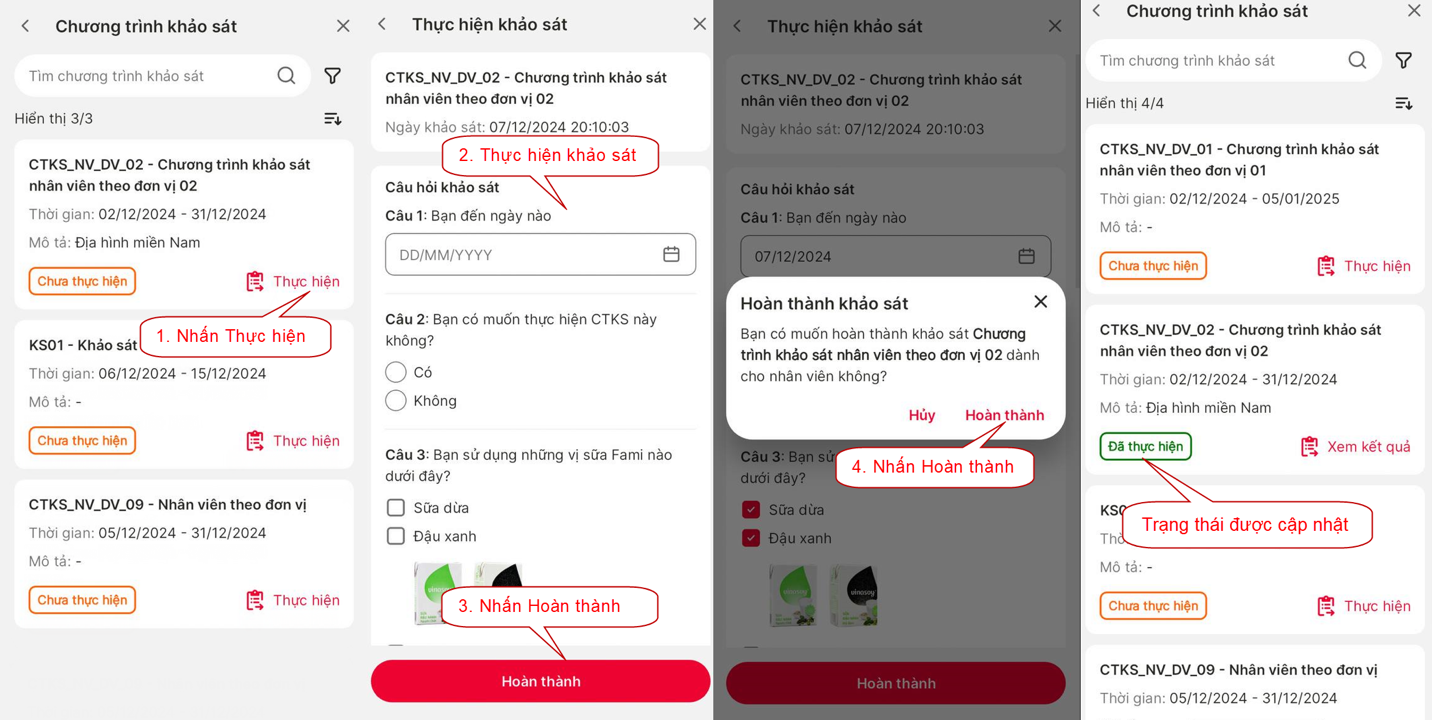 Chương trình khảo sát
Tìm chương trình khảo sát
Hiển thị 3/3
CTKS_NV_DV_02 - Chương trình khảo sát
nhân viên theo đơn vị 02
Thời gian: 02/12/2024 - 31/12/2024
Mô tả: Địa hình miền Nam
Chưa thực hiện
Thực hiện
1. Nhấn Thực hiện
KS01 - Khảo sát
Thời gian: 06/12/2024 - 15/12/2024
Mô tả: -
Chưa thực hiện
Thực hiện
CTKS_NV_DV_09 - Nhân viên theo đơn vị
Thời gian: 05/12/2024 - 31/12/2024
Mô tả: -
Chưa thực hiện
Thực hiện
Thực hiện khảo sát
CTKS_NV_DV_02 - Chương trình khảo sát
nhân viên theo đơn vị 02
Ngày khảo sát: 07/12/2024 20:10:03
2. Thực hiện khảo sát
Câu hỏi khảo sát
Câu 1: Bạn đến ngày nào
DD/MM/YYYY
Câu 2: Bạn có muốn thực hiện CTKS này
không?
Có
Không
Câu 3: Bạn sử dụng những vị sữa Fami nào
dưới đây?
Sữa dừa
Đậu xanh
3. Nhấn Hoàn thành
Hoàn thành
Thực hiện khảo sát
CTKS_NV_DV_02 - Chương trình khảo sát
nhân viên theo đơn vị 02
Ngày khảo sát: 07/12/2024 20:10:03
Câu hỏi khảo sát
Câu 1: Bạn đến ngày nào
07/12/2024
Hoàn thành khảo sát
Bạn có muốn hoàn thành khảo sát Chương
trình khảo sát nhân viên theo đơn vị 02 dành
cho nhân viên không?
Hủy
Hoàn thành
4. Nhấn Hoàn thành
Câu 3: Bạn sử
dưới đây?
Sữa dừa
Đậu xanh
vinasoy
Hoàn thành
Chương trình khảo sát
Tìm chương trình khảo sát
Hiển thị 4/4
CTKS_NV_DV_01 - Chương trình khảo sát
nhân viên theo đơn vị 01
Thời gian: 02/12/2024 - 05/01/2025
Mô tả: -
Chưa thực hiện
Thực hiện
CTKS_NV_DV_02 - Chương trình khảo sát
nhân viên theo đơn vị 02
Thời gian: 02/12/2024 - 31/12/2024
Mô tả: Địa hình miền Nam
Đã thực hiện
Xem kết quả
Trạng thái được cập nhật
Mô tả: -
Chưa thực hiện
Thực hiện
CTKS_NV_DV_09 - Nhân viên theo đơn vị
Thời gian: 05/12/2024 - 31/12/2024